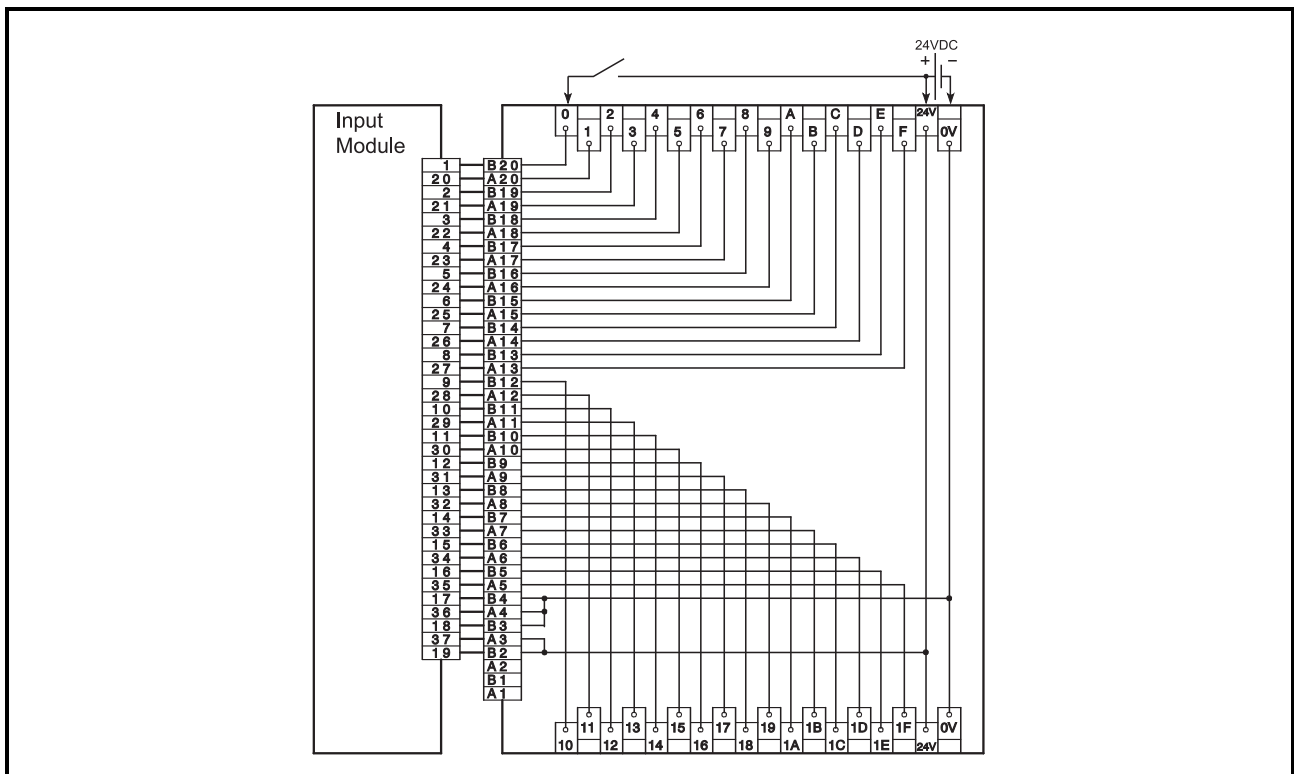 24VDC
+ −
0 2 4 6 8 A C E 24V
1 3 5 7 9 B D F 0V
Input
Module
1 B20
20 A20
2 B19
21 A19
3 B18
22 A18
4 B17
23 A17
5 B16
24 A16
6 B15
25 A15
7 B14
26 A14
8 B13
27 A13
9 B12
28 A12
10 B11
29 A11
11 B10
30 A10
12 B9
31 A9
13 B8
32 A8
14 B7
33 A7
15 B6
34 A6
16 B5
35 A5
17 B4
36 A4
18 B3
37 A3
19 B2
A2
B1
A1
11 13 15 17 19 1B 1D 1F 0V
10 12 14 16 18 1A 1C 1E 24V